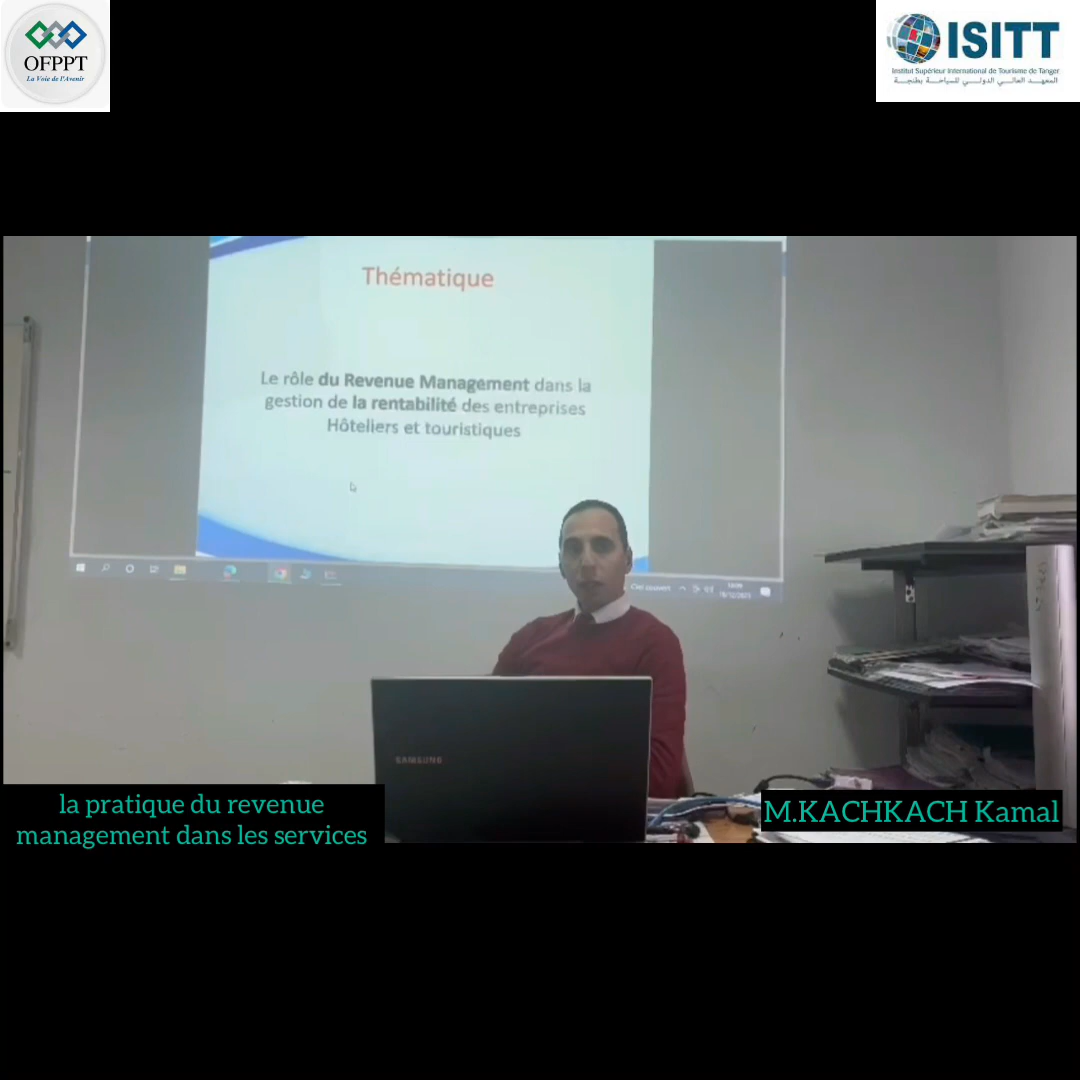 OFPPT
La Voie de l'Avenir
ISITT
Institut Supérieur International de Tourisme de Tanger
المعهد العالي الدولي للسياحة بطنجة
Thématique
Le rôle du Revenue Management dans la
gestion de la rentabilité des entreprises
Hôteliers et touristiques
Ciel couvert
SAMSUNG
la pratique du revenue
management dans les services
M.KACHKACH Kamal